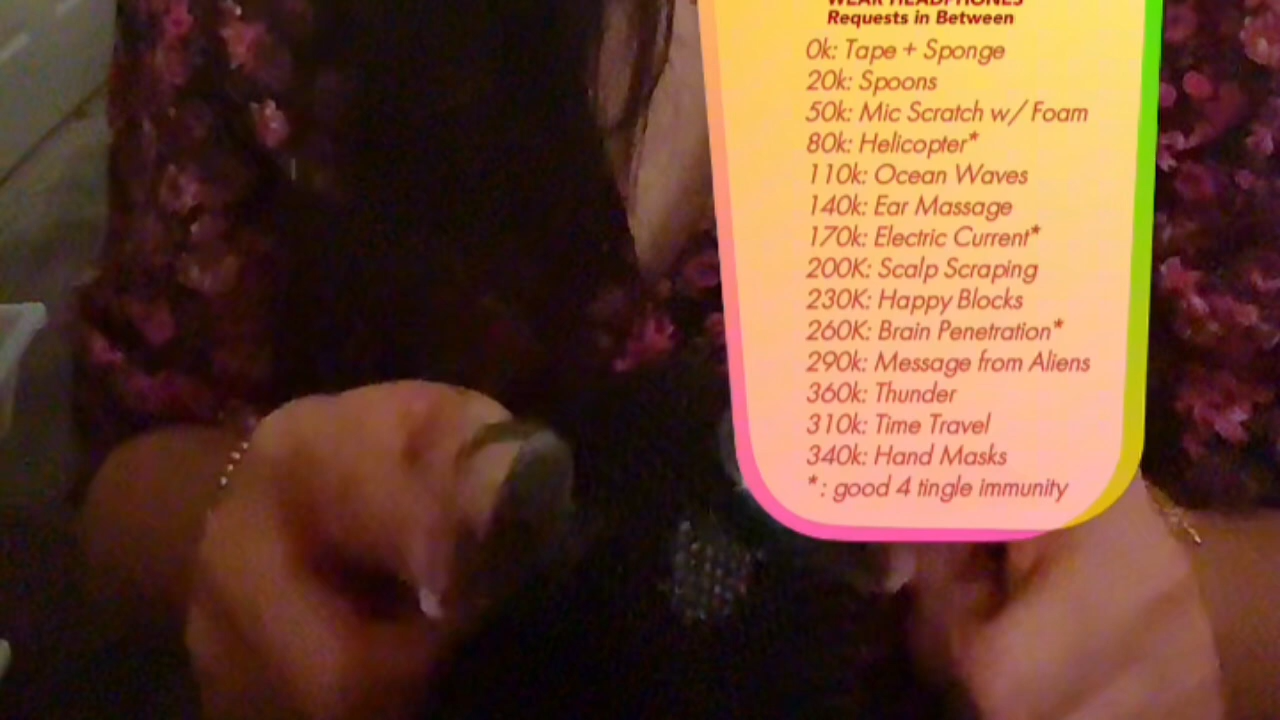 WEAR HEADPHONES
Requests in Between
0k: Tape + Sponge
20k: Spoons
50k: Mic Scratch w/ Foam
80k: Helicopter*
110k: Ocean Waves
140k: Ear Massage
170k: Electric Current*
200K: Scalp Scraping
230K: Happy Blocks
260K: Brain Penetration*
290k: Message from Aliens
360k: Thunder
310k: Time Travel
340k: Hand Masks
*: good 4 tingle immunity